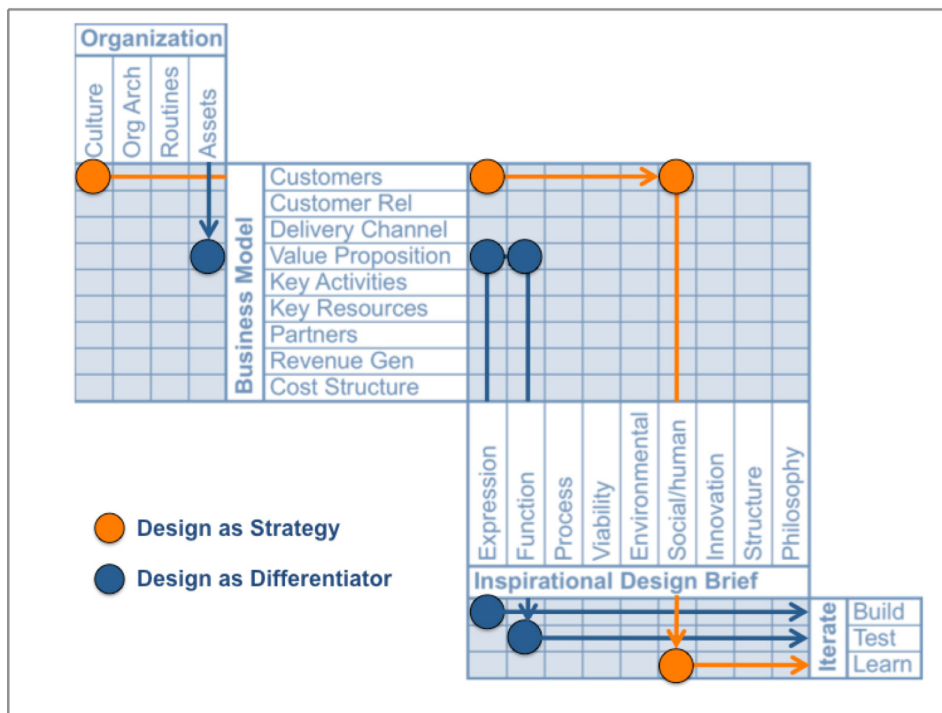 Organization
Culture
Org Arch
Routines
Assets
Business Model
Customers
Customer Rel
Delivery Channel
Value Proposition
Key Activities
Key Resources
Partners
Revenue Gen
Cost Structure
Expression
Function
Process
Viability
Environmental
Social/human
Innovation
Structure
Philosophy
Design as Strategy
Design as Differentiator
Inspirational Design Brief
Iterate
Build
Test
Learn